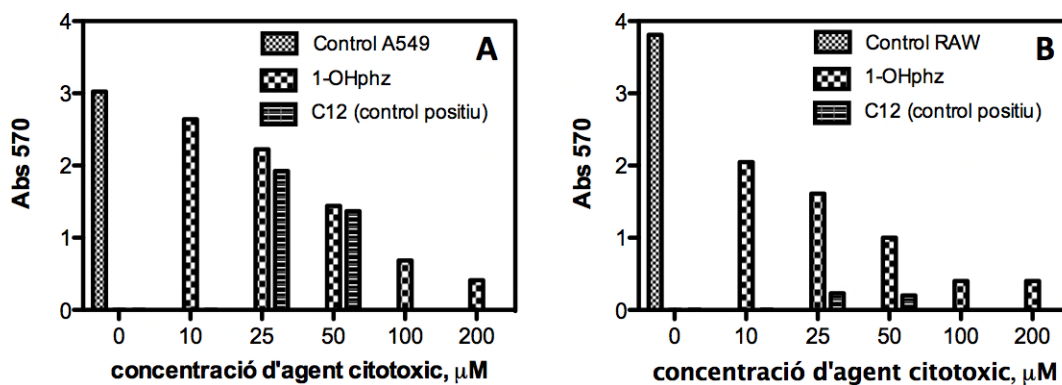 A
Control A549
1-OHphz
C12 (control positiu)
Abs 570
4
3
2
1
0
0 10 25 50 100 200
concentració d'agent citotoxic, μM
B
Control RAW
1-OHphz
C12 (control positiu)
Abs 570
4
3
2
1
0
0 10 25 50 100 200
concentració d'agent citotoxic, μM